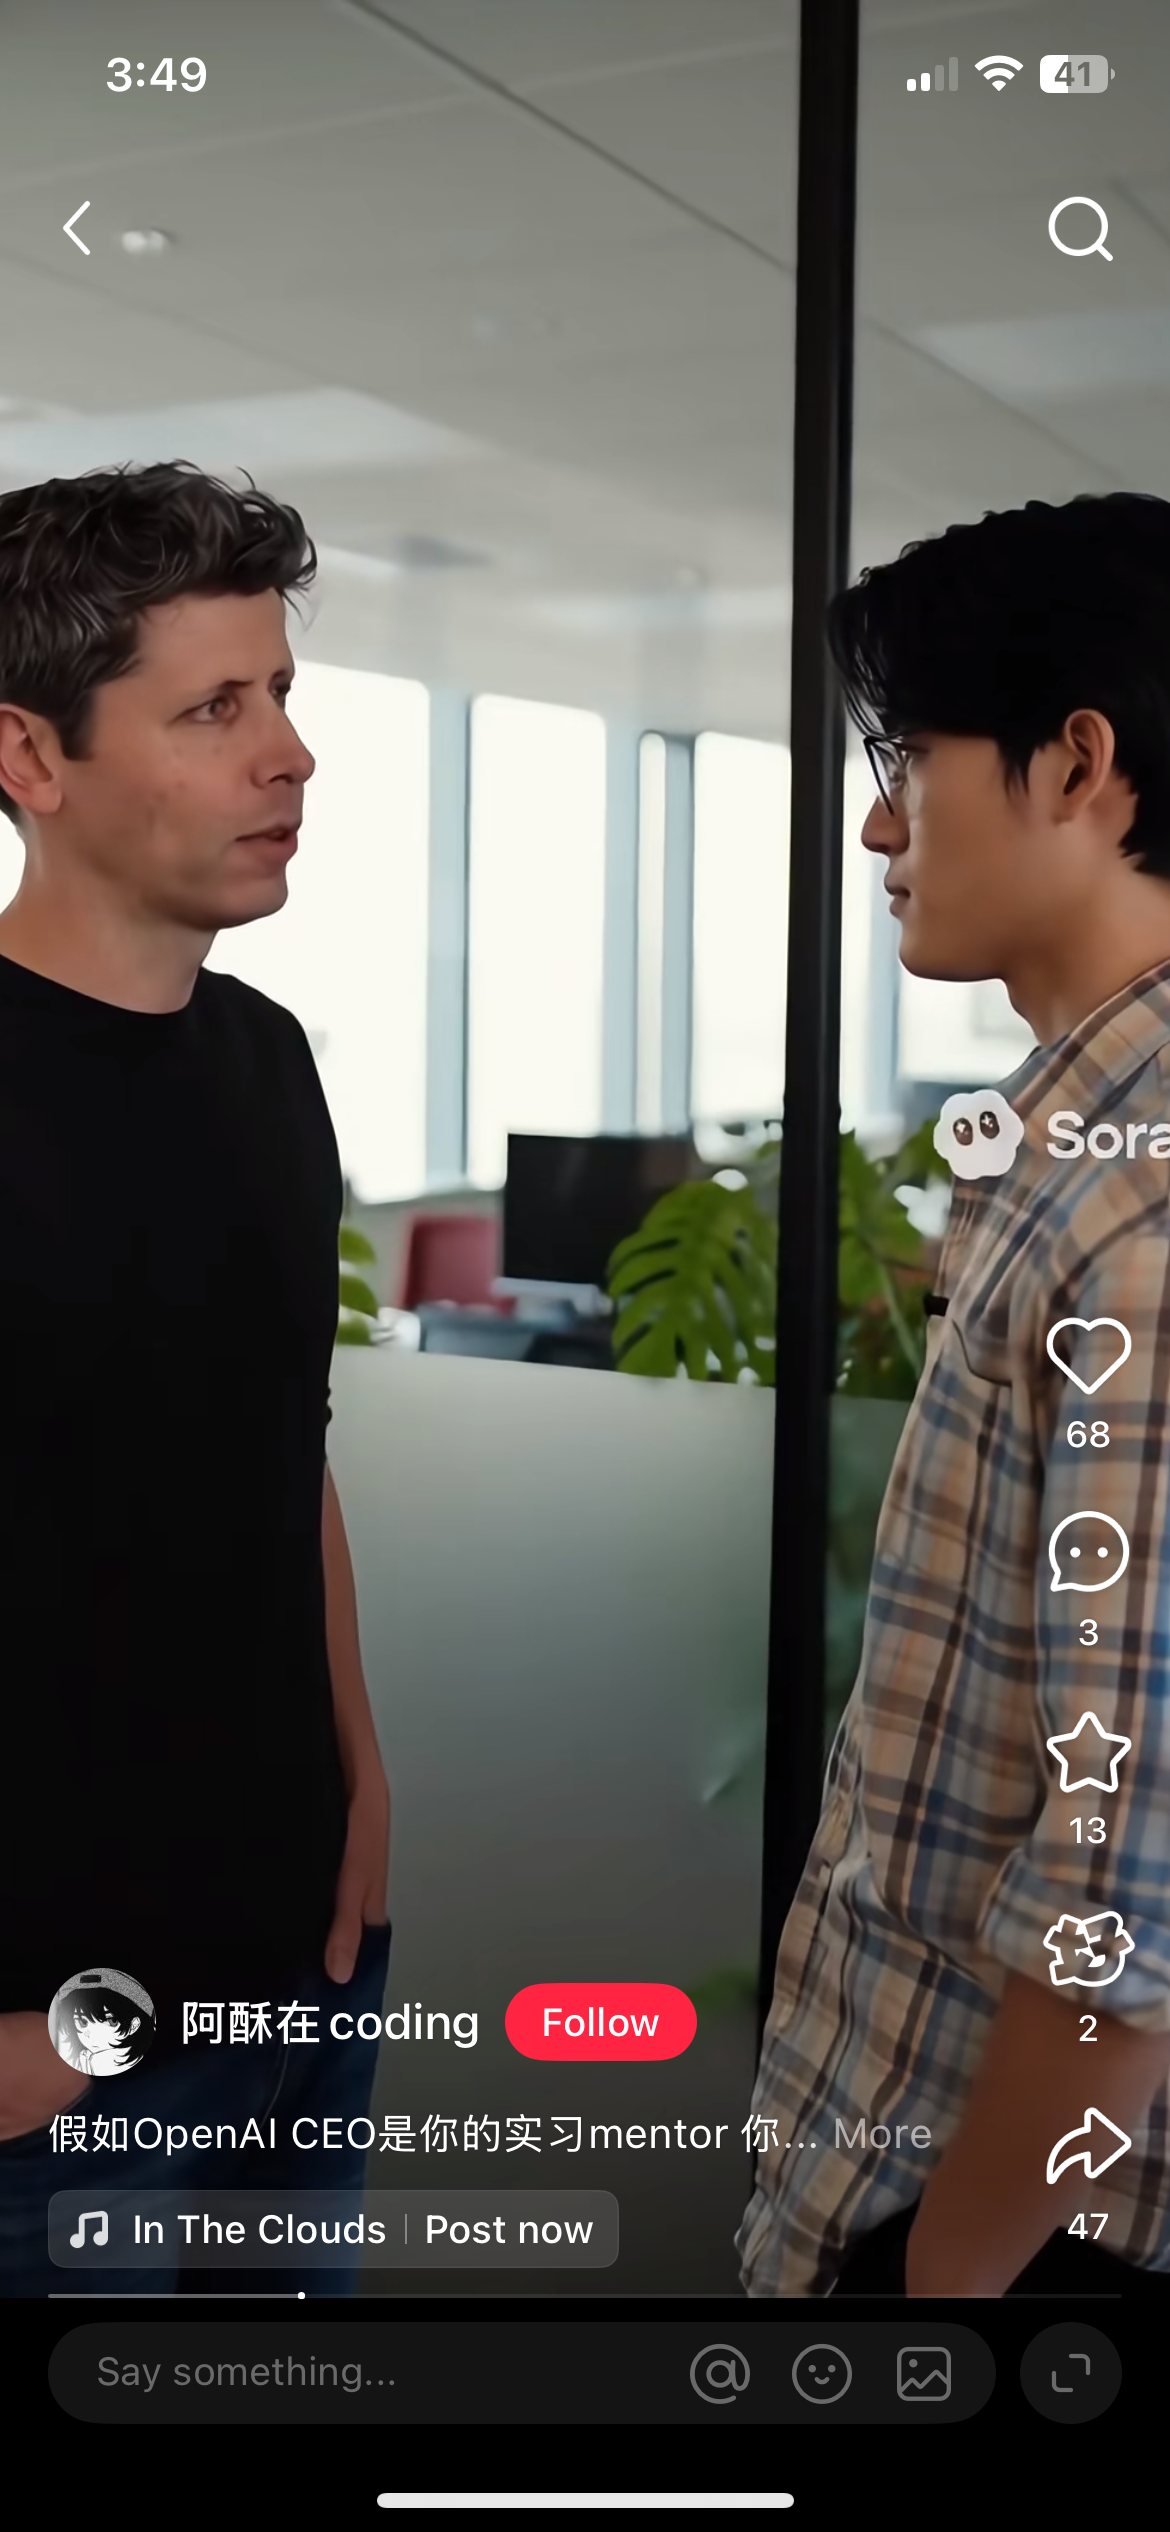 3:49
41
Sora
68
3
13
2
47
阿酥在coding
Follow
假如OpenAI CEO是你的实习mentor 你... More
In The Clouds | Post now
Say something...